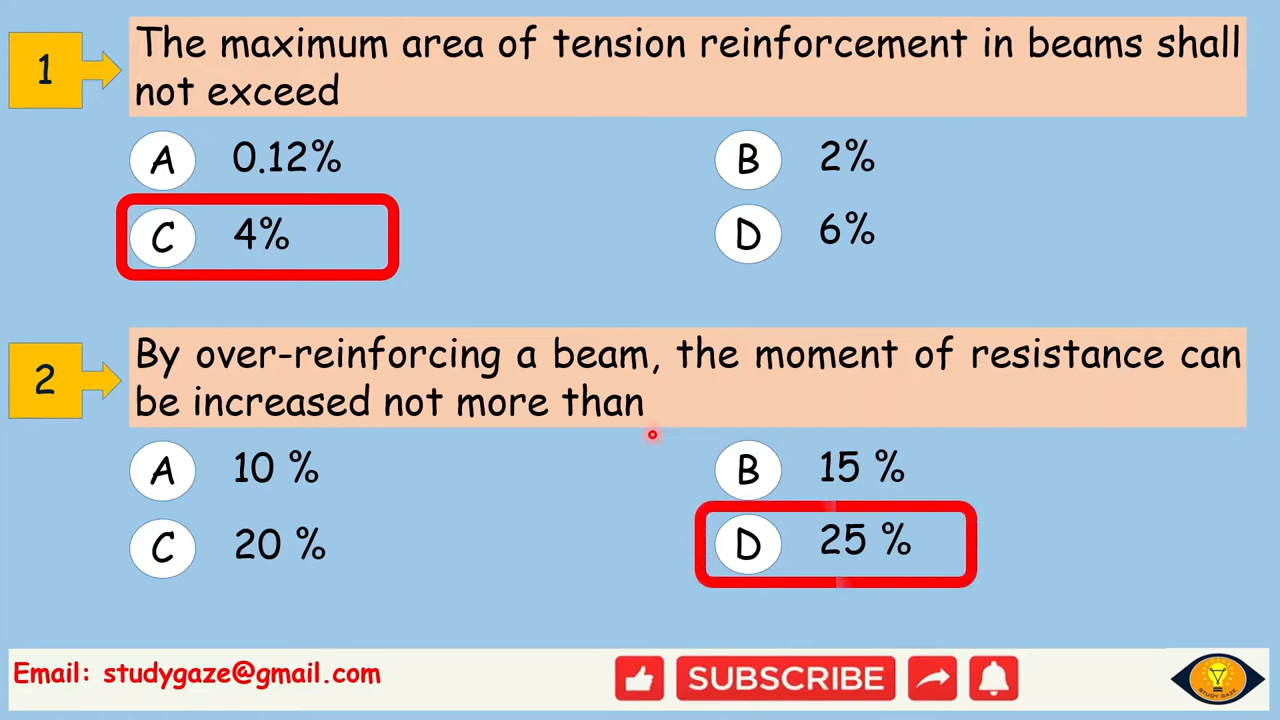 1
The maximum area of tension reinforcement in beams shall
not exceed
A 0.12%
B 2%
C 4%
D 6%
2
By over-reinforcing a beam, the moment of resistance can
be increased not more than
A 10 %
B 15 %
C 20 %
D 25 %
Email: studygaze@gmail.com
SUBSCRIBE
STUDY GAZE